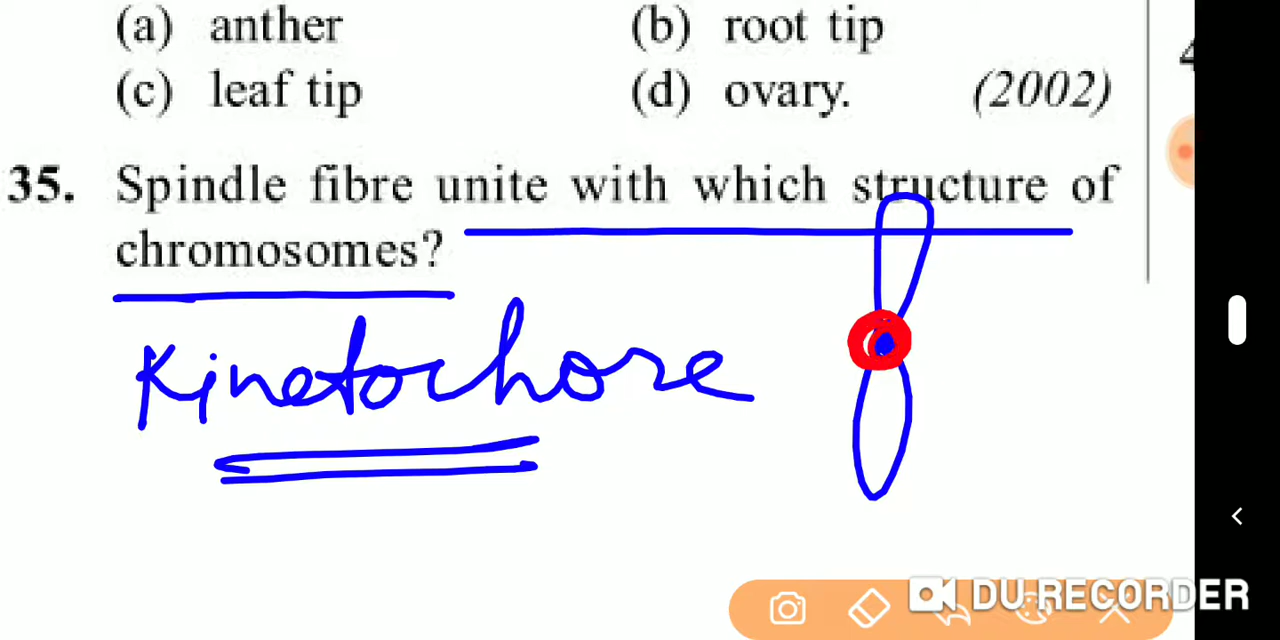 (a) anther (b) root tip
(c) leaf tip (d) ovary. (2002)
35. Spindle fibre unite with which structure of
chromosomes?
Kinetochore
DU RECORDER